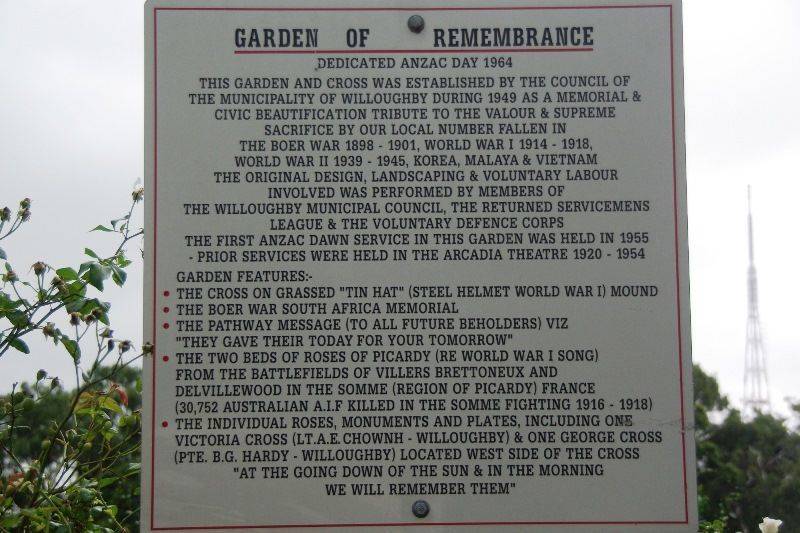 GARDEN OF REMEMBRANCE
DEDICATED ANZAC DAY 1964
THIS GARDEN AND CROSS WAS ESTABLISHED BY THE COUNCIL OF
THE MUNICIPALITY OF WILLOUGHBY DURING 1949 AS A MEMORIAL &
CIVIC BEAUTIFICATION TRIBUTE TO THE VALOUR & SUPREME
SACRIFICE BY OUR LOCAL NUMBER FALLEN IN
THE BOER WAR 1898 - 1901, WORLD WAR I 1914 - 1918,
WORLD WAR II 1939 - 1945, KOREA, MALAYA & VIETNAM
THE ORIGINAL DESIGN, LANDSCAPING & VOLUNTARY LABOUR
INVOLVED WAS PERFORMED BY MEMBERS OF
THE WILLOUGHBY MUNICIPAL COUNCIL, THE RETURNED SERVICEMENS
LEAGUE & THE VOLUNTARY DEFENCE CORPS
THE FIRST ANZAC DAWN SERVICE IN THIS GARDEN WAS HELD IN 1955
- PRIOR SERVICES WERE HELD IN THE ARCADIA THEATRE 1920 - 1954
GARDEN FEATURES:-
• THE CROSS ON GRASSED "TIN HAT" (STEEL HELMET WORLD WAR I) MOUND
• THE BOER WAR SOUTH AFRICA MEMORIAL
• THE PATHWAY MESSAGE (TO ALL FUTURE BEHOLDERS) VIZ
"THEY GAVE THEIR TODAY FOR YOUR TOMORROW"
• THE TWO BEDS OF ROSES OF PICARDY (RE WORLD WAR I SONG)
FROM THE BATTLEFIELDS OF VILLERS BRETTONEUX AND
DELVILLEWOOD IN THE SOMME (REGION OF PICARDY) FRANCE
(30,752 AUSTRALIAN A.I.F KILLED IN THE SOMME FIGHTING 1916 - 1918)
• THE INDIVIDUAL ROSES, MONUMENTS AND PLATES, INCLUDING ONE
VICTORIA CROSS (LT.A.E.CHOWNH - WILLOUGHBY) & ONE GEORGE CROSS
(PTE. B.G. HARDY - WILLOUGHBY) LOCATED WEST SIDE OF THE CROSS
"AT THE GOING DOWN OF THE SUN & IN THE MORNING
WE WILL REMEMBER THEM"